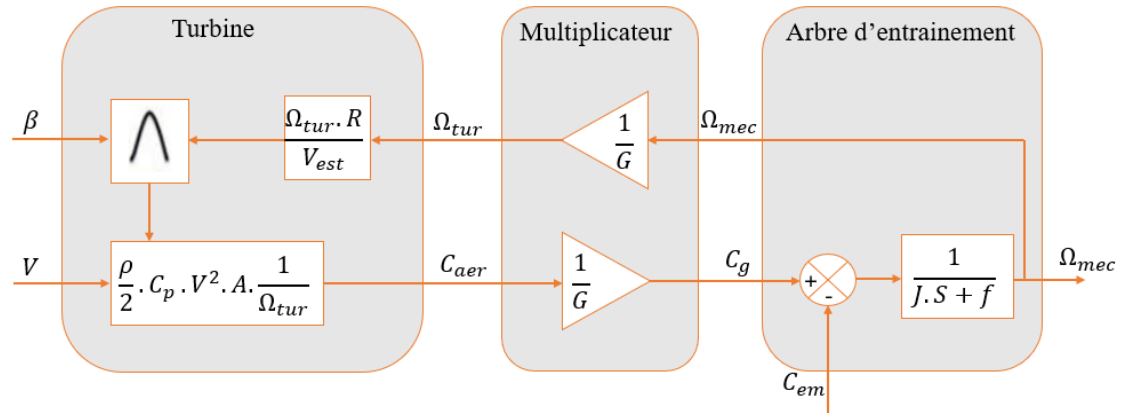 Turbine
Multiplicateur
Arbre d’entrainement
β
Ω_tur . R
V_est
Ω_tur
1
G
Ω_mec
V
ρ/2 . C_p . V² . A . 1/Ω_tur
C_aer
1
G
C_g
+
-
1
J. S + f
Ω_mec
C_em